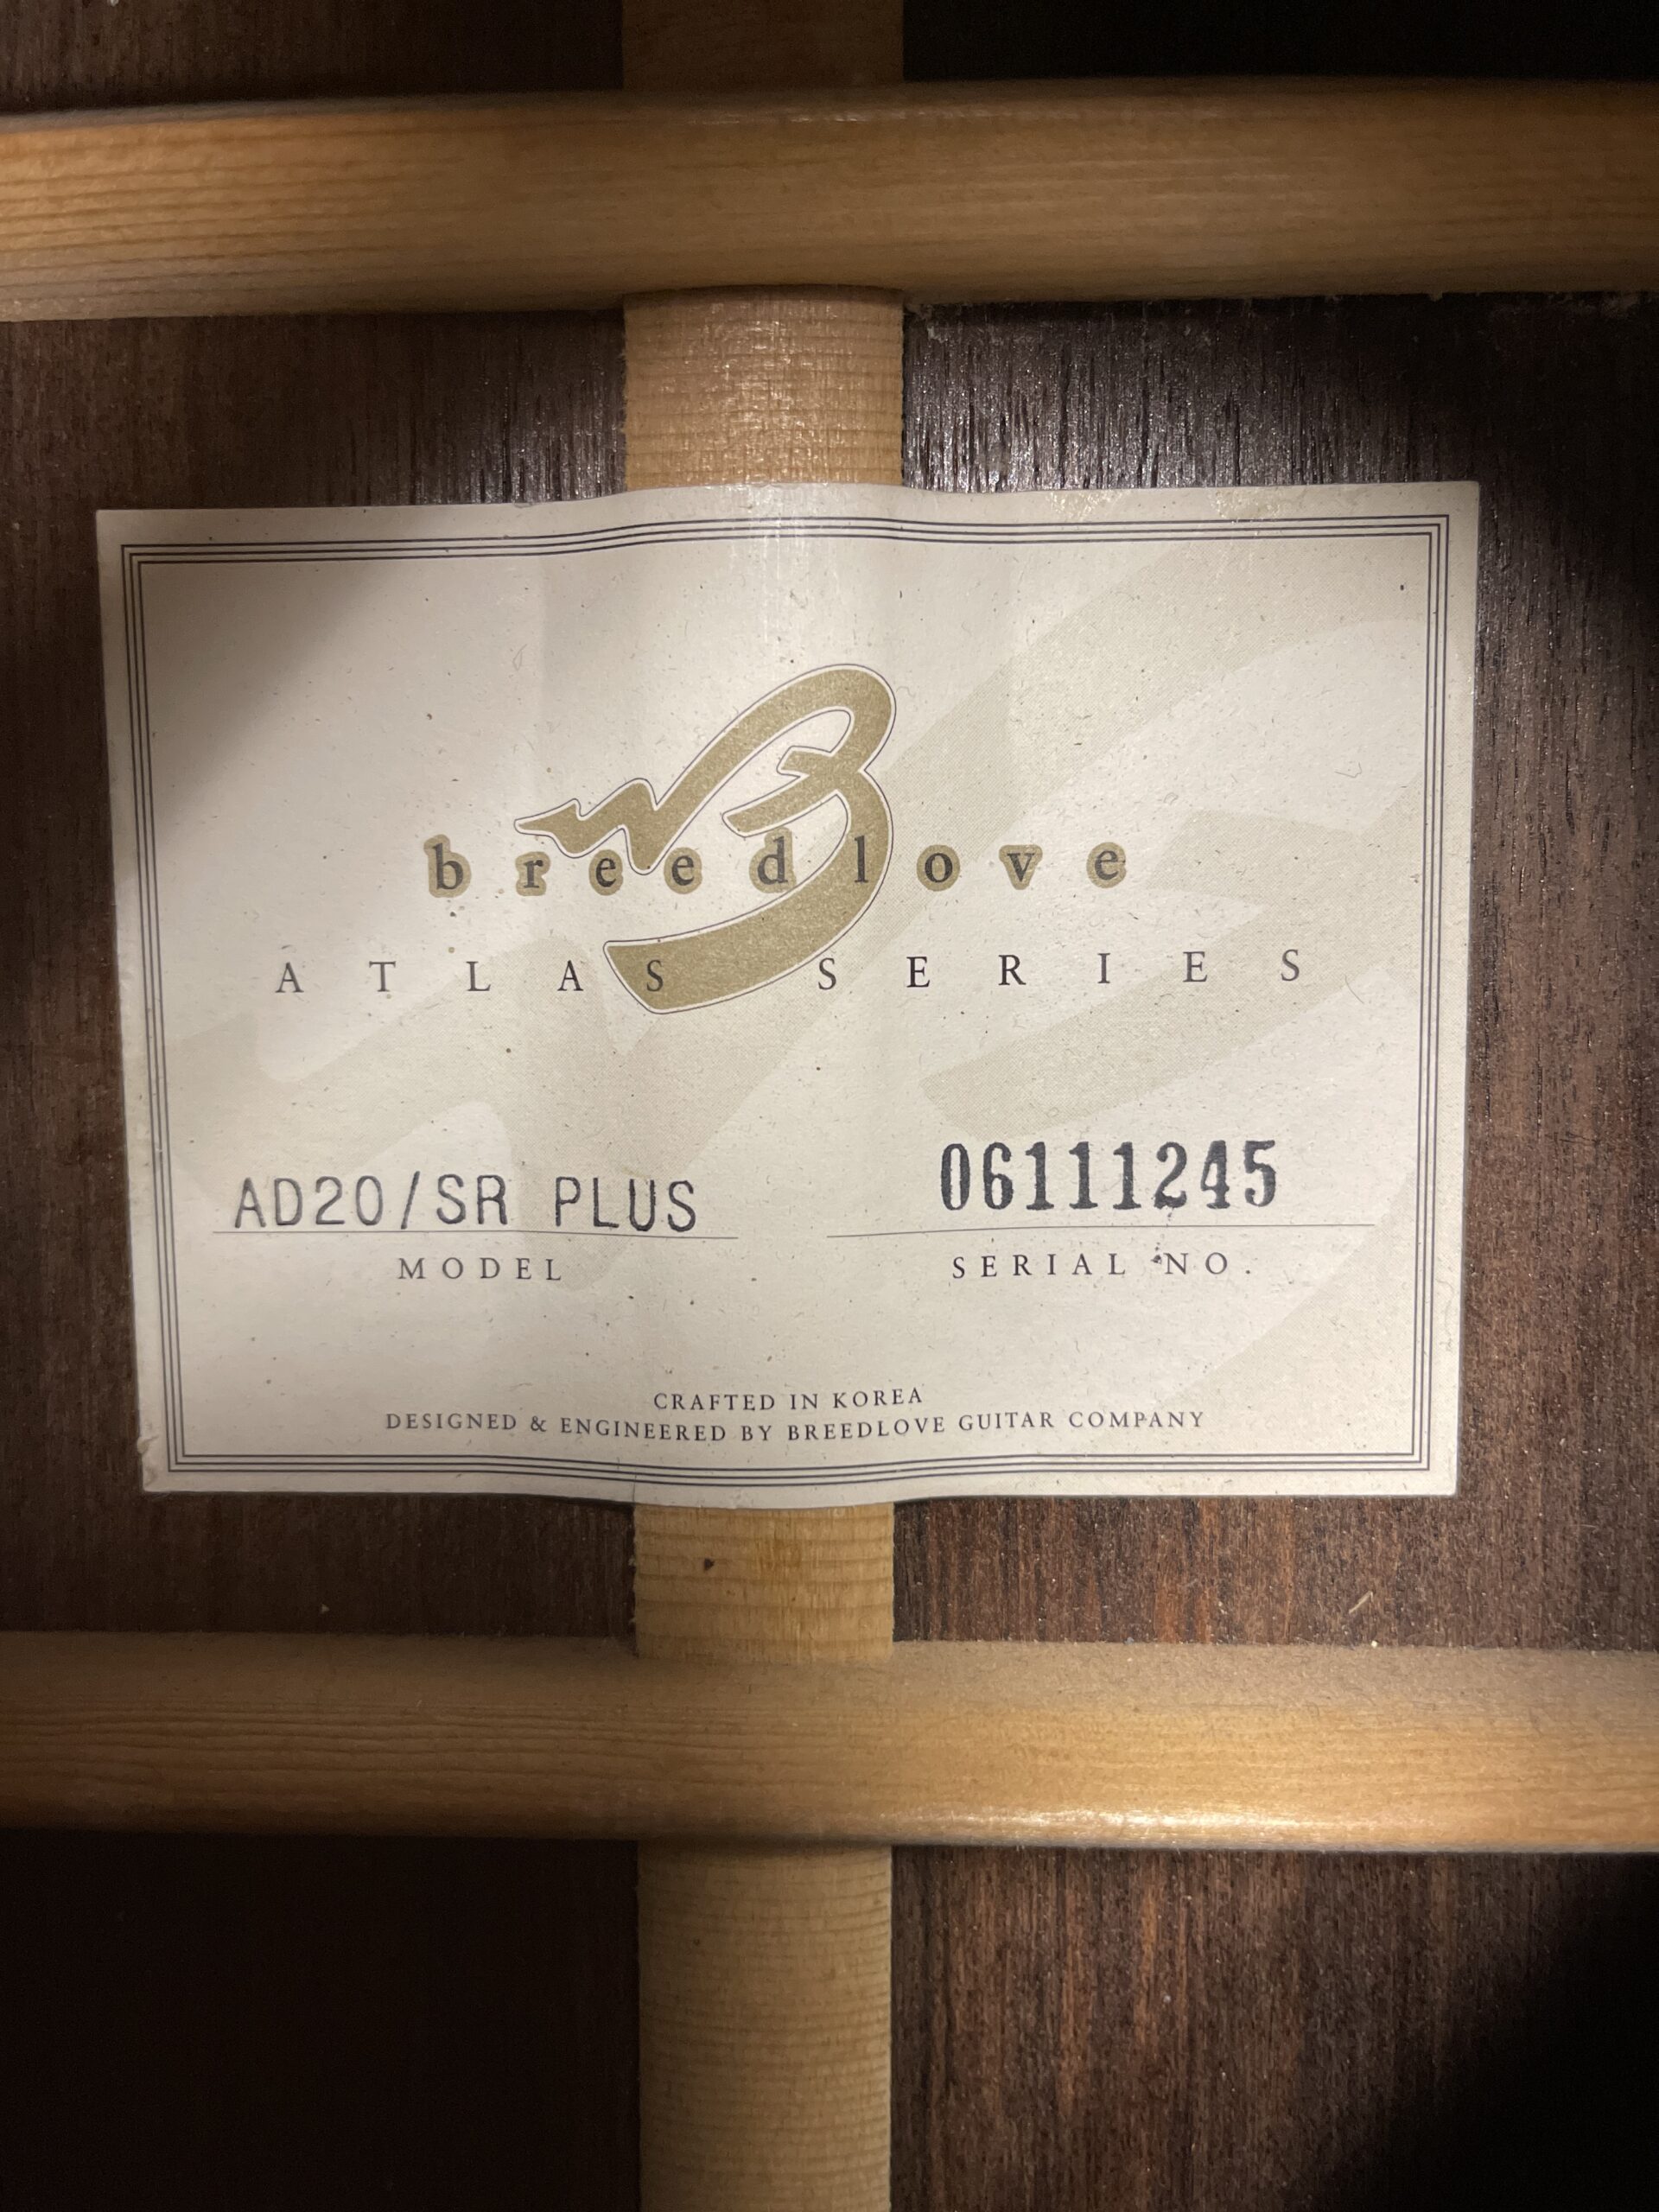 breedlove
ATLAS SERIES
AD20/SR PLUS
MODEL
06111245
SERIAL NO.
CRAFTED IN KOREA
DESIGNED & ENGINEERED BY BREEDLOVE GUITAR COMPANY